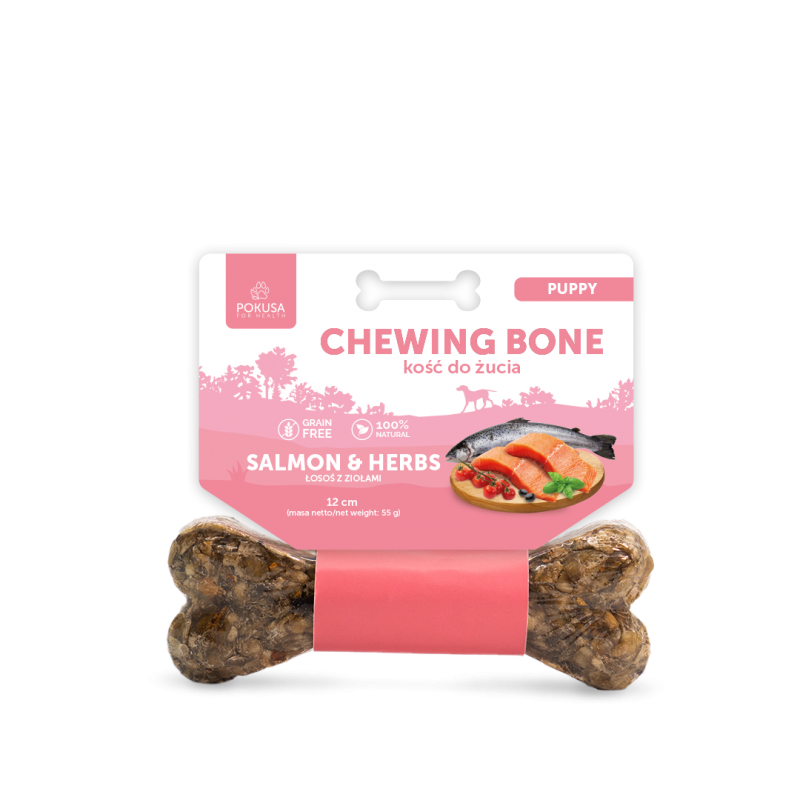 POKUSA
FOR HEALTH
PUPPY
CHEWING BONE
kość do żucia
GRAIN
FREE
100%
NATURAL
SALMON & HERBS
ŁOSOŚ Z ZIOŁAMI
12 cm
(masa netto/net weight: 55 g)